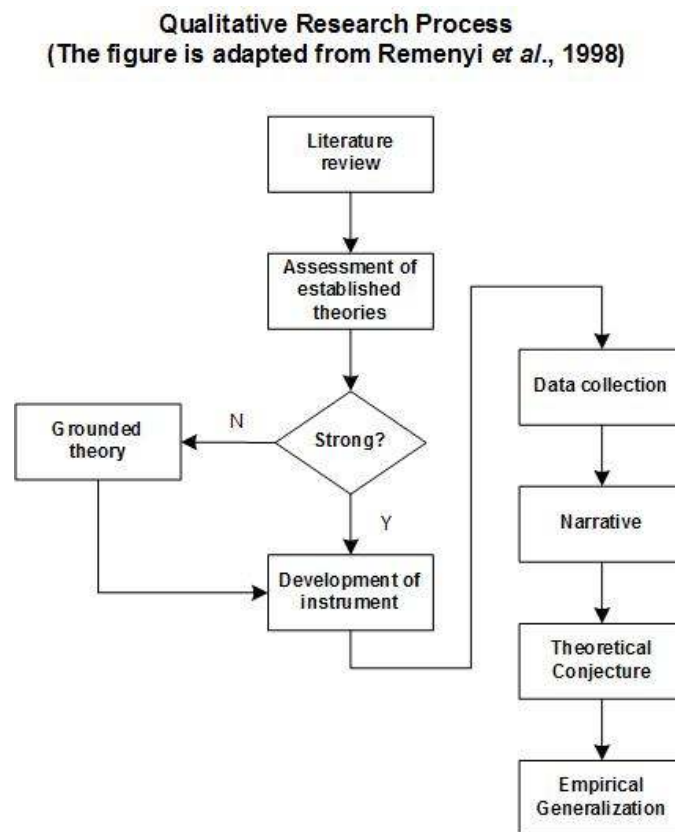 Qualitative Research Process
(The figure is adapted from Remenyi et al., 1998)
Literature
review
Assessment of
established
theories
Strong?
N
Grounded
theory
Y
Development of
instrument
Data collection
Narrative
Theoretical
Conjecture
Empirical
Generalization